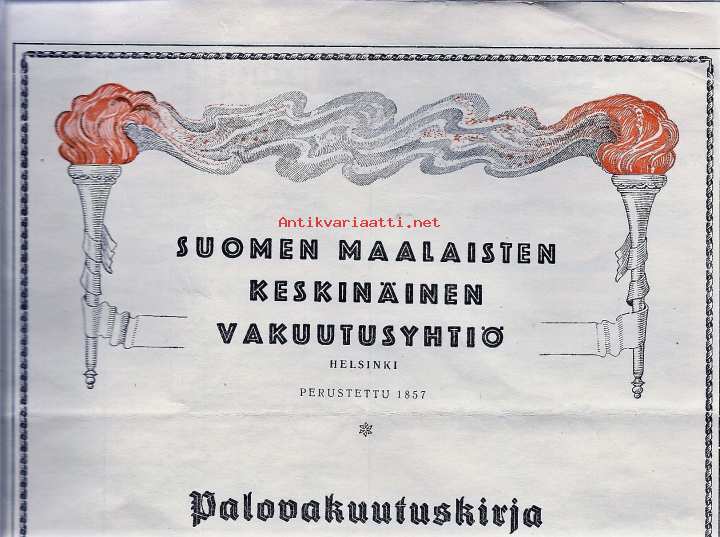 Antikvariaatti.net
SUOMEN MAALAISTEN
KESKINÄINEN
VAKUUTUSYHTIÖ
HELSINKI
PERUSTETTU 1857
Palovakuutuskirja